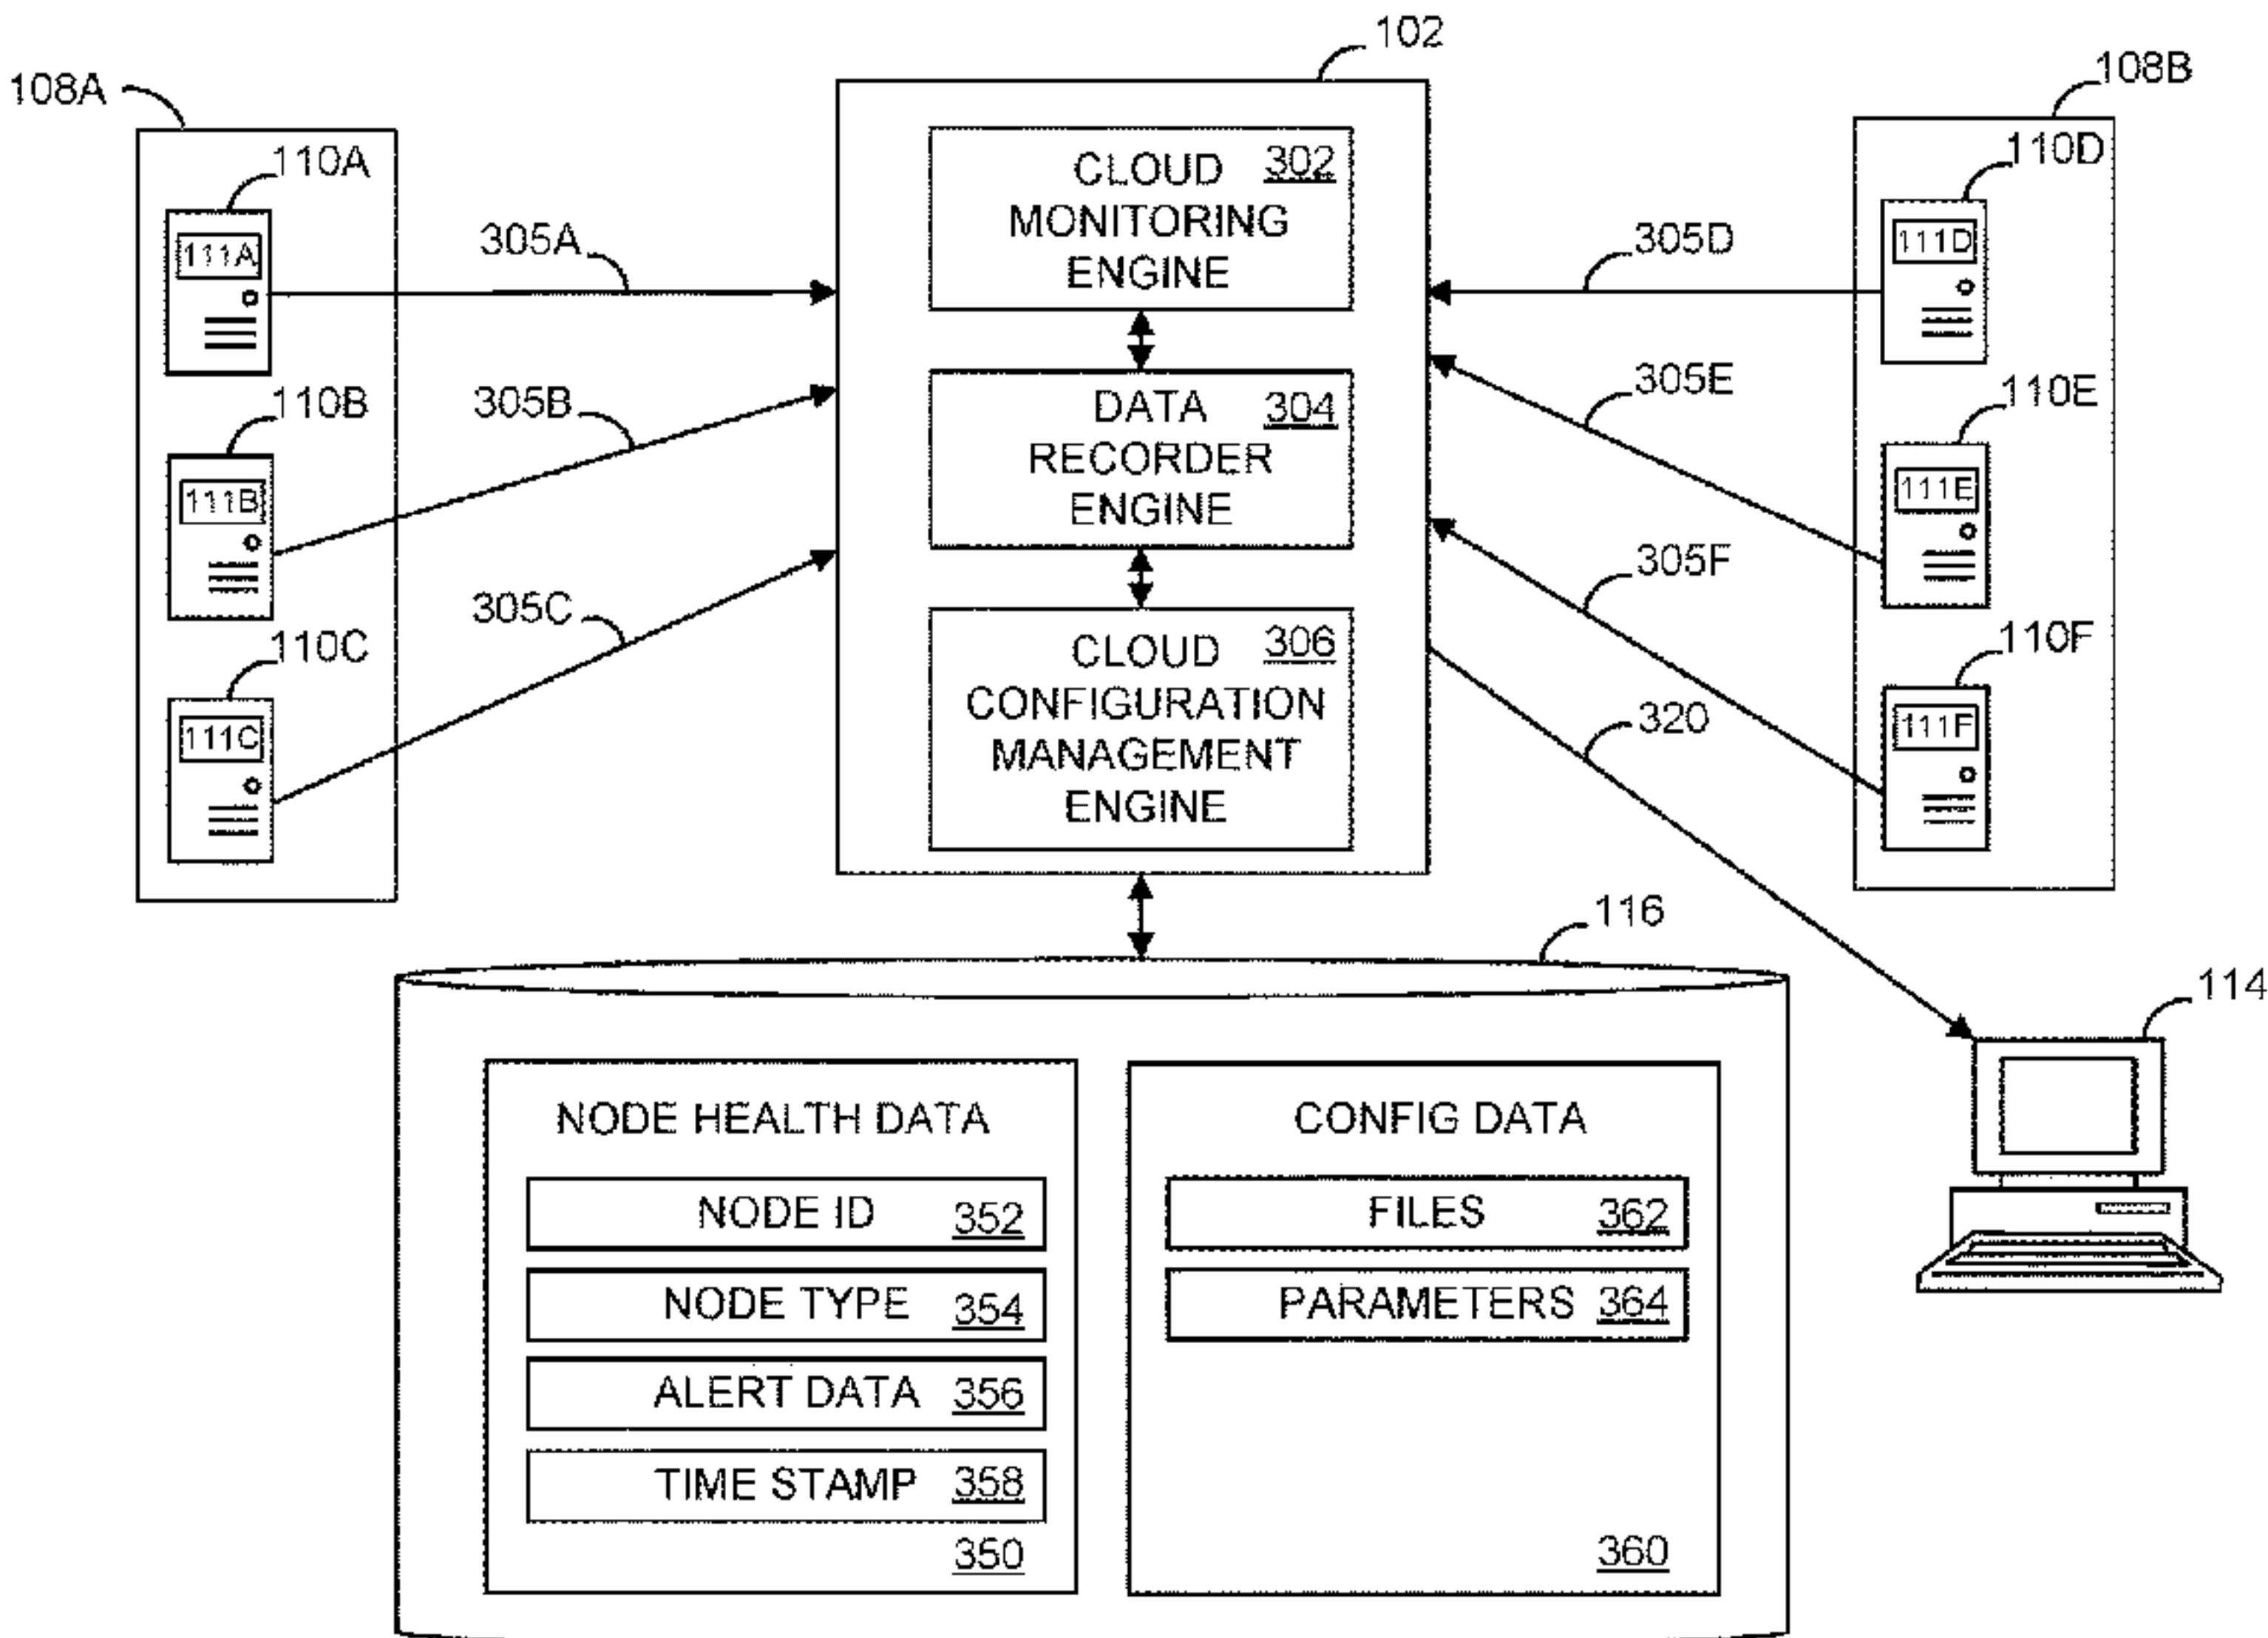 102
108A
108B
110A
111A
305A
110B
111B
305B
110C
111C
305C
CLOUD 302
MONITORING
ENGINE
DATA 304
RECORDER
ENGINE
CLOUD 306
CONFIGURATION
MANAGEMENT
ENGINE
305D
110D
111D
305E
110E
111E
305F
110F
111F
320
116
114
NODE HEALTH DATA
NODE ID 352
NODE TYPE 354
ALERT DATA 356
TIME STAMP 358
350
CONFIG DATA
FILES 362
PARAMETERS 364
360